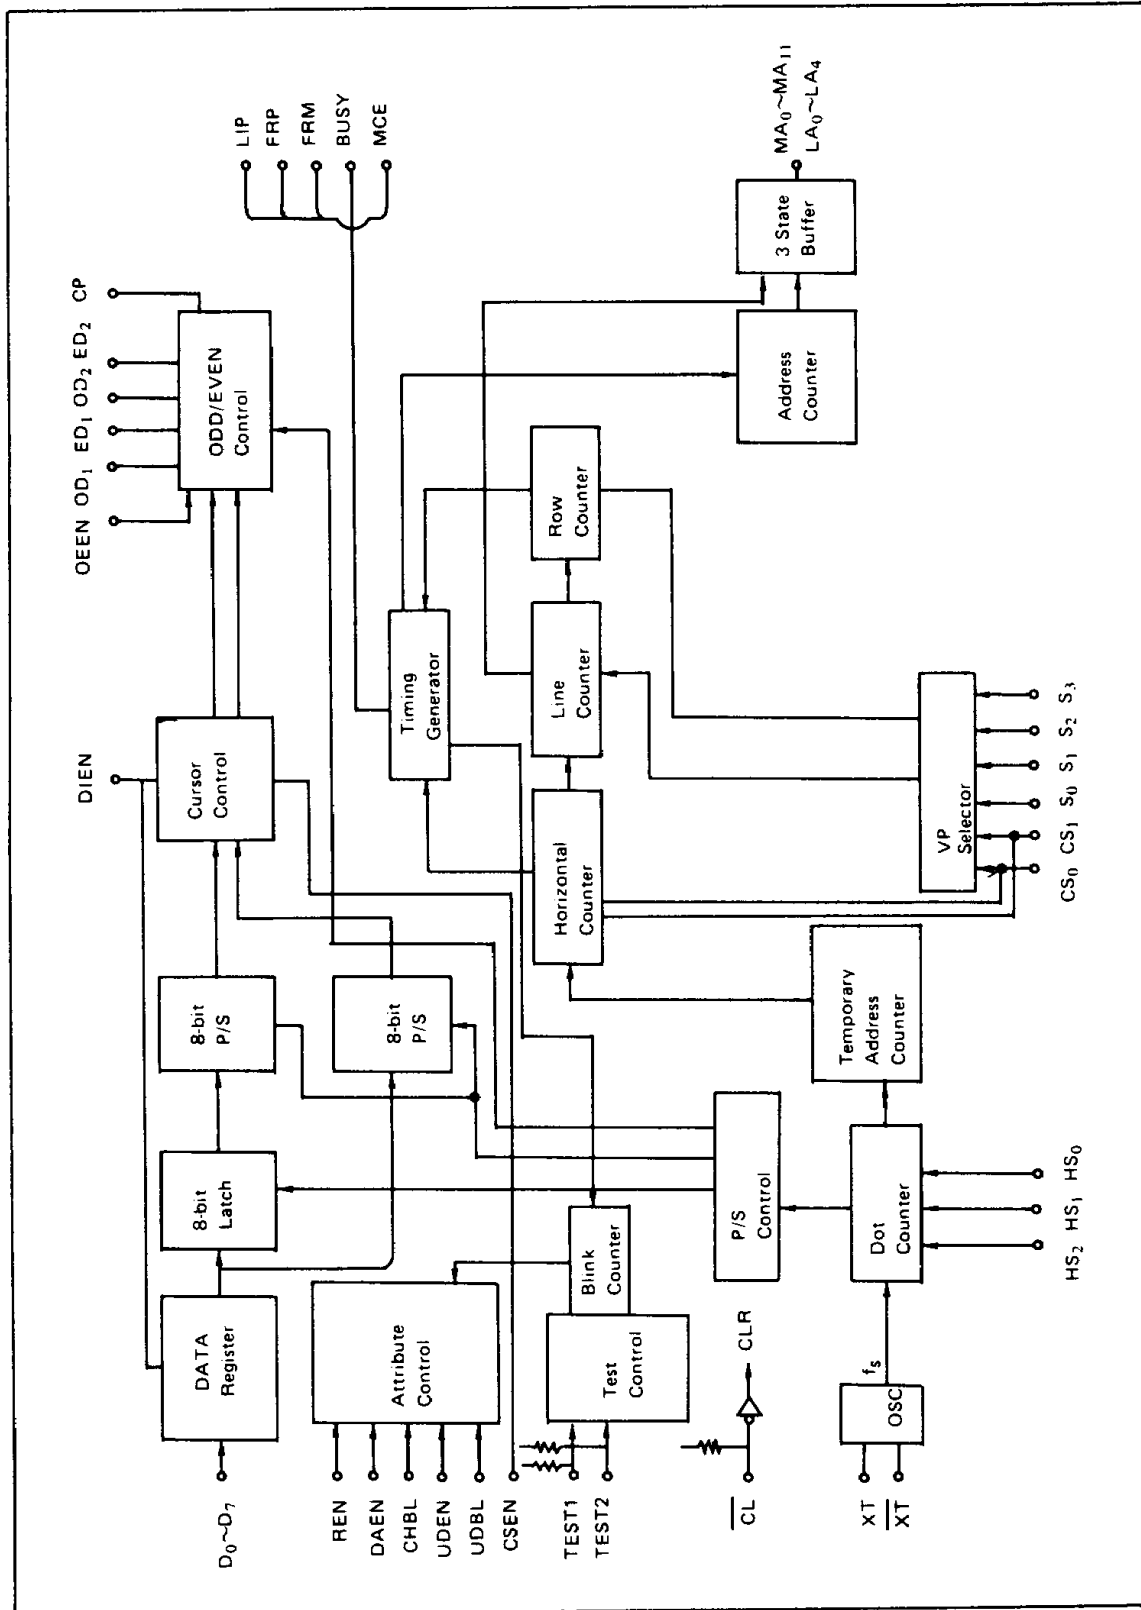 D0~D7
REN
DAEN
CHBL
UDEN
UDBL
CSEN
TEST1
TEST2
C̅L̅
XT
X̅T̅
DATA
Register
8-bit
Latch
8-bit
P/S
8-bit
P/S
Cursor
Control
DIEN
ODD/EVEN
Control
OEEN OD1 ED1 OD2 ED2 CP
LIP
FRP
FRM
BUSY
MCE
Attribute
Control
Timing
Generator
Test
Control
Blink
Counter
Horizontal
Counter
Line
Counter
Row
Counter
Address
Counter
3 State
Buffer
MA0~MA11
LA0~LA4
CLR
P/S
Control
OSC
fs
Dot
Counter
Temporary
Address
Counter
VP
Selector
HS2 HS1 HS0
CS0 CS1 S0 S1 S2 S3